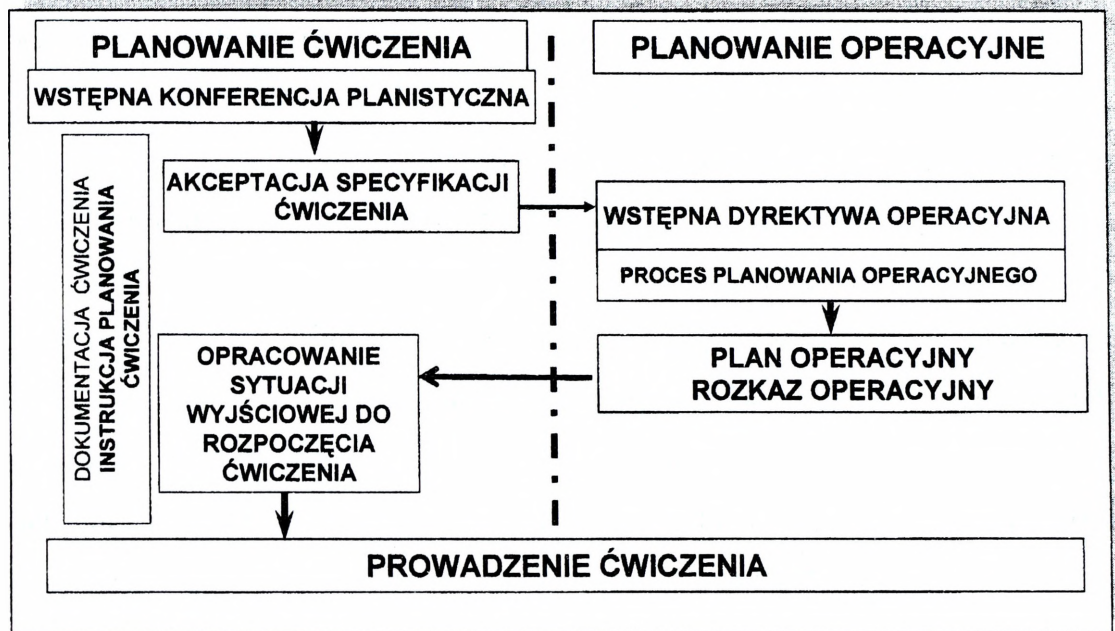 PLANOWANIE ĆWICZENIA
WSTĘPNA KONFERENCJA PLANISTYCZNA
DOKUMENTACJA ĆWICZENIA
INSTRUKCJA PLANOWANIA
ĆWICZENIA
AKCEPTACJA SPECYFIKACJI
ĆWICZENIA
PLANOWANIE OPERACYJNE
WSTĘPNA DYREKTYWA OPERACYJNA
PROCES PLANOWANIA OPERACYJNEGO
PLAN OPERACYJNY
ROZKAZ OPERACYJNY
OPRACOWANIE
SYTUACJI
WYJŚCIOWEJ DO
ROZPOCZĘCIA
ĆWICZENIA
PROWADZENIE ĆWICZENIA